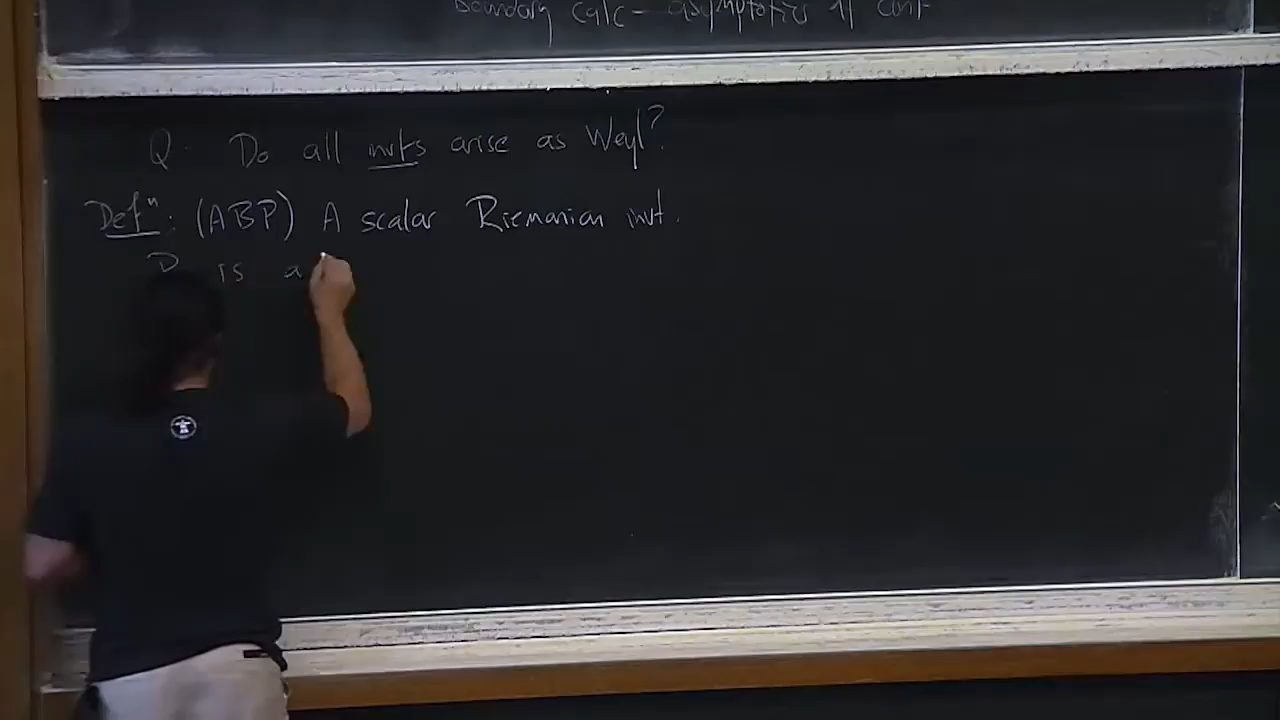 Boundary calc - asymptotics of conf
Q. Do all invts arise as Weyl?
Defⁿ: (ABP) A scalar Riemanian invt.
P is a